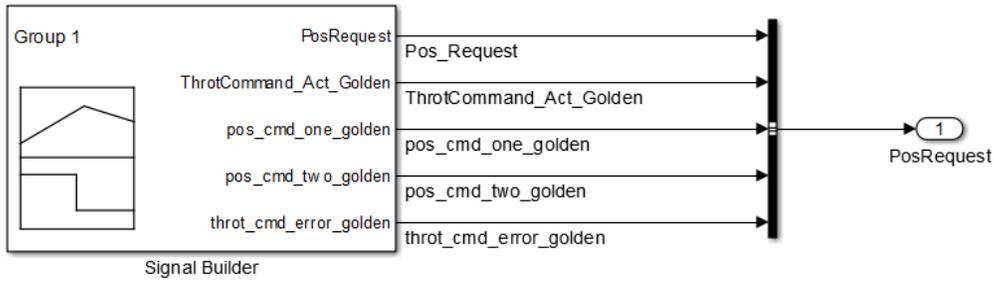 Group 1
PosRequest
Pos_Request
ThrotCommand_Act_Golden
ThrotCommand_Act_Golden
pos_cmd_one_golden
pos_cmd_one_golden
pos_cmd_two_golden
pos_cmd_two_golden
throt_cmd_error_golden
throt_cmd_error_golden
Signal Builder
1
PosRequest